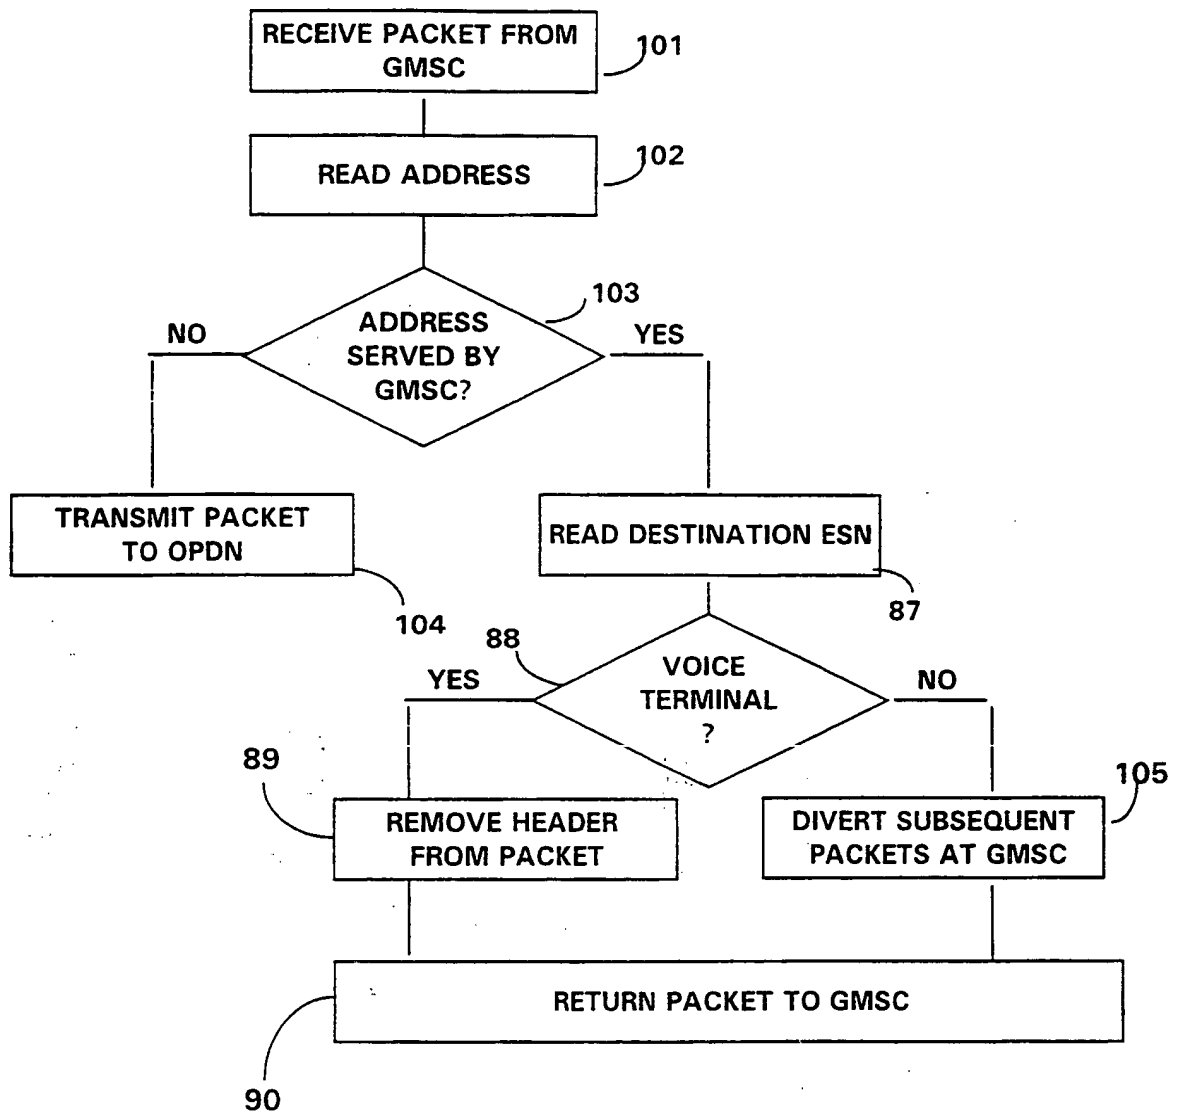 RECEIVE PACKET FROM
GMSC
101
READ ADDRESS
102
103
ADDRESS
SERVED BY
GMSC?
NO
YES
TRANSMIT PACKET
TO OPDN
104
READ DESTINATION ESN
87
88
VOICE
TERMINAL
?
YES
NO
89
REMOVE HEADER
FROM PACKET
105
DIVERT SUBSEQUENT
PACKETS AT GMSC
RETURN PACKET TO GMSC
90